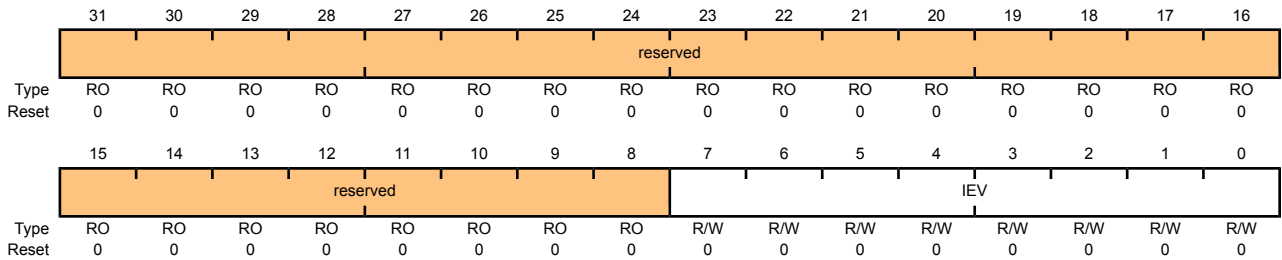 31 30 29 28 27 26 25 24 23 22 21 20 19 18 17 16
reserved
Type RO RO RO RO RO RO RO RO RO RO RO RO RO RO RO RO
Reset 0 0 0 0 0 0 0 0 0 0 0 0 0 0 0 0
15 14 13 12 11 10 9 8 7 6 5 4 3 2 1 0
reserved IEV
Type RO RO RO RO RO RO RO RO R/W R/W R/W R/W R/W R/W R/W R/W
Reset 0 0 0 0 0 0 0 0 0 0 0 0 0 0 0 0